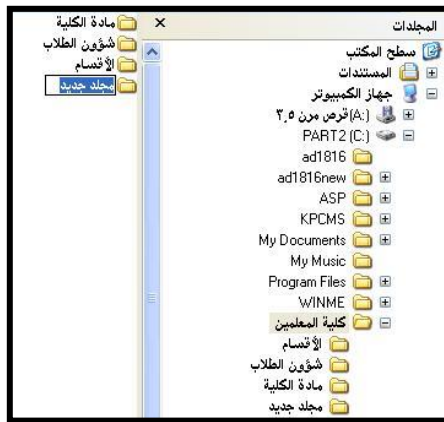 المجلدات
سطح المكتب
المستندات
جهاز الكمبيوتر
قرص مرن ٣,٥ (A:)
PART2 (C:)
ad1816
ad1816new
ASP
KPCMS
My Documents
My Music
Program Files
WINME
كلية المعلمين
الأقسام
شؤون الطلاب
مادة الكلية
مجلد جديد
مادة الكلية
شؤون الطلاب
الأقسام
مجلد جديد